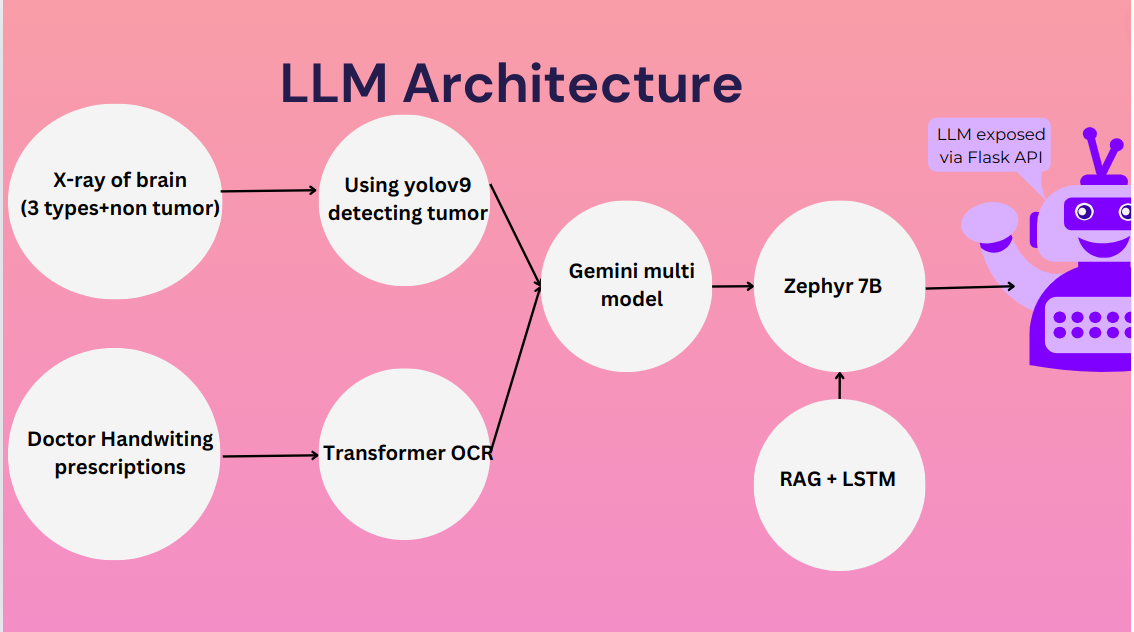 LLM Architecture
X-ray of brain
(3 types+non tumor)
Using yolov9
detecting tumor
Gemini multi
model
Zephyr 7B
LLM exposed
via Flask API
Doctor Handwiting
prescriptions
Transformer OCR
RAG + LSTM